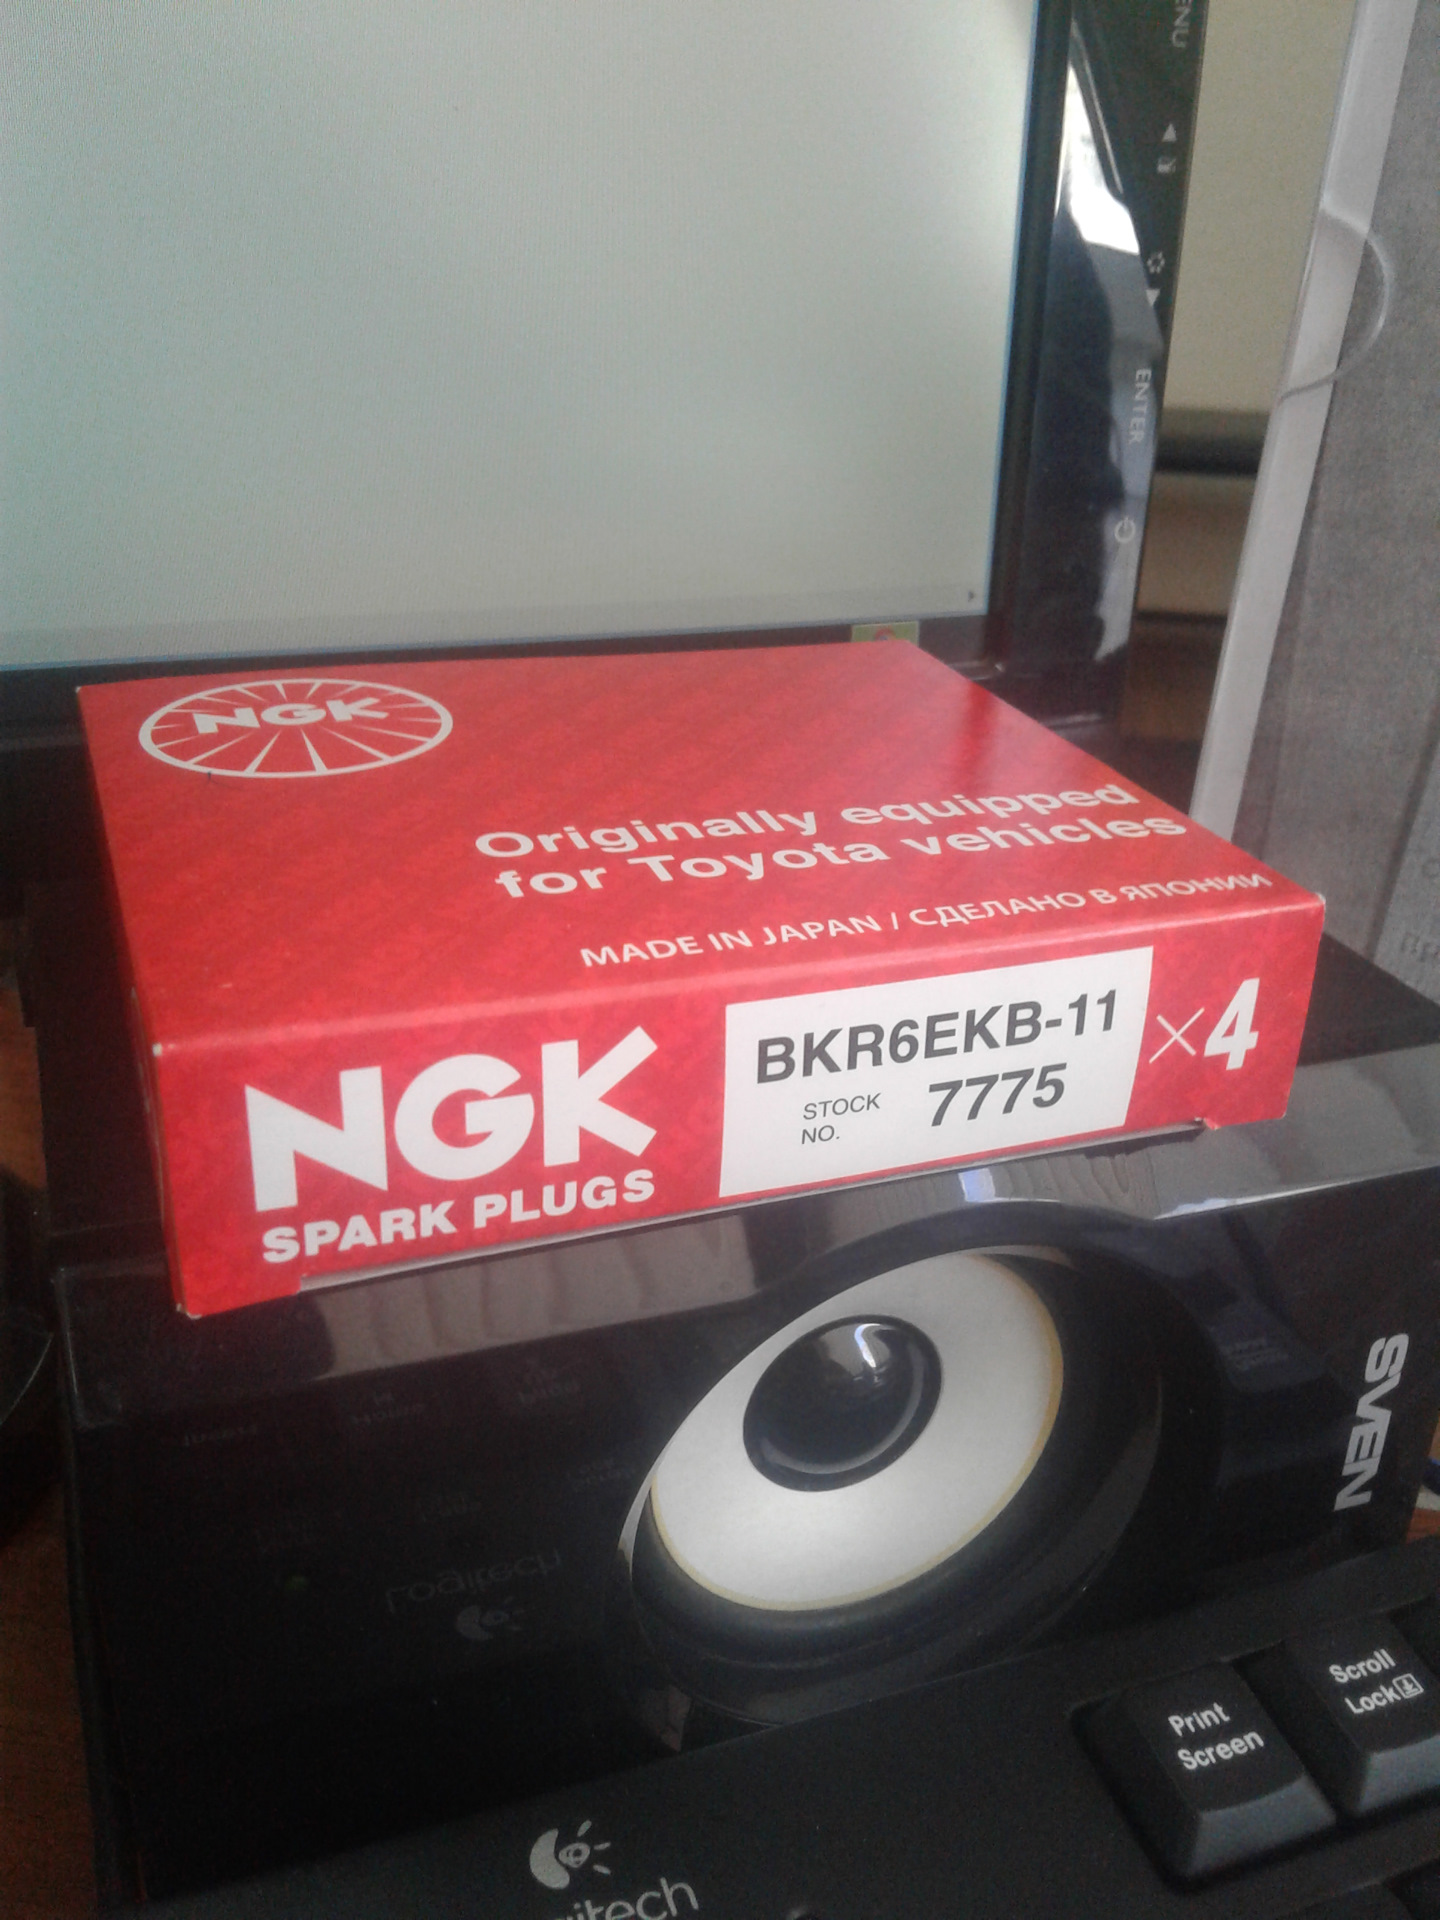 ENTER
NGK
Originally equipped
for Toyota vehicles
MADE IN JAPAN / СДЕЛАНО В ЯПОНИИ
NGK
SPARK PLUGS
BKR6EKB-11
STOCK
NO.
7775
×4
SVEN
Logitech
Print
Screen
Scroll
Lock